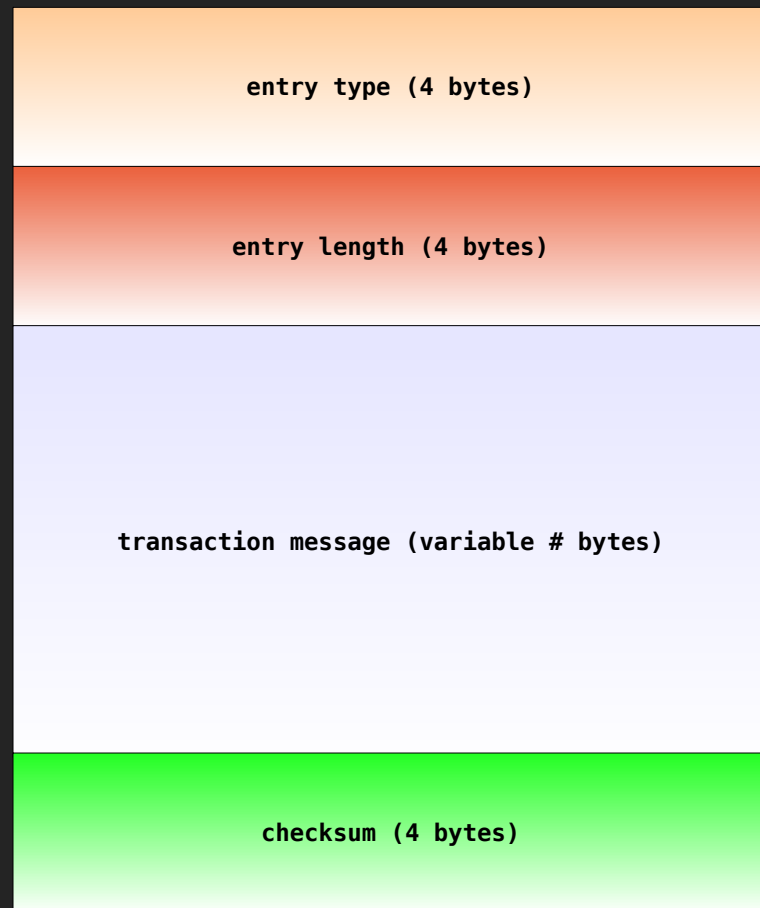 entry type (4 bytes)
entry length (4 bytes)
transaction message (variable # bytes)
checksum (4 bytes)